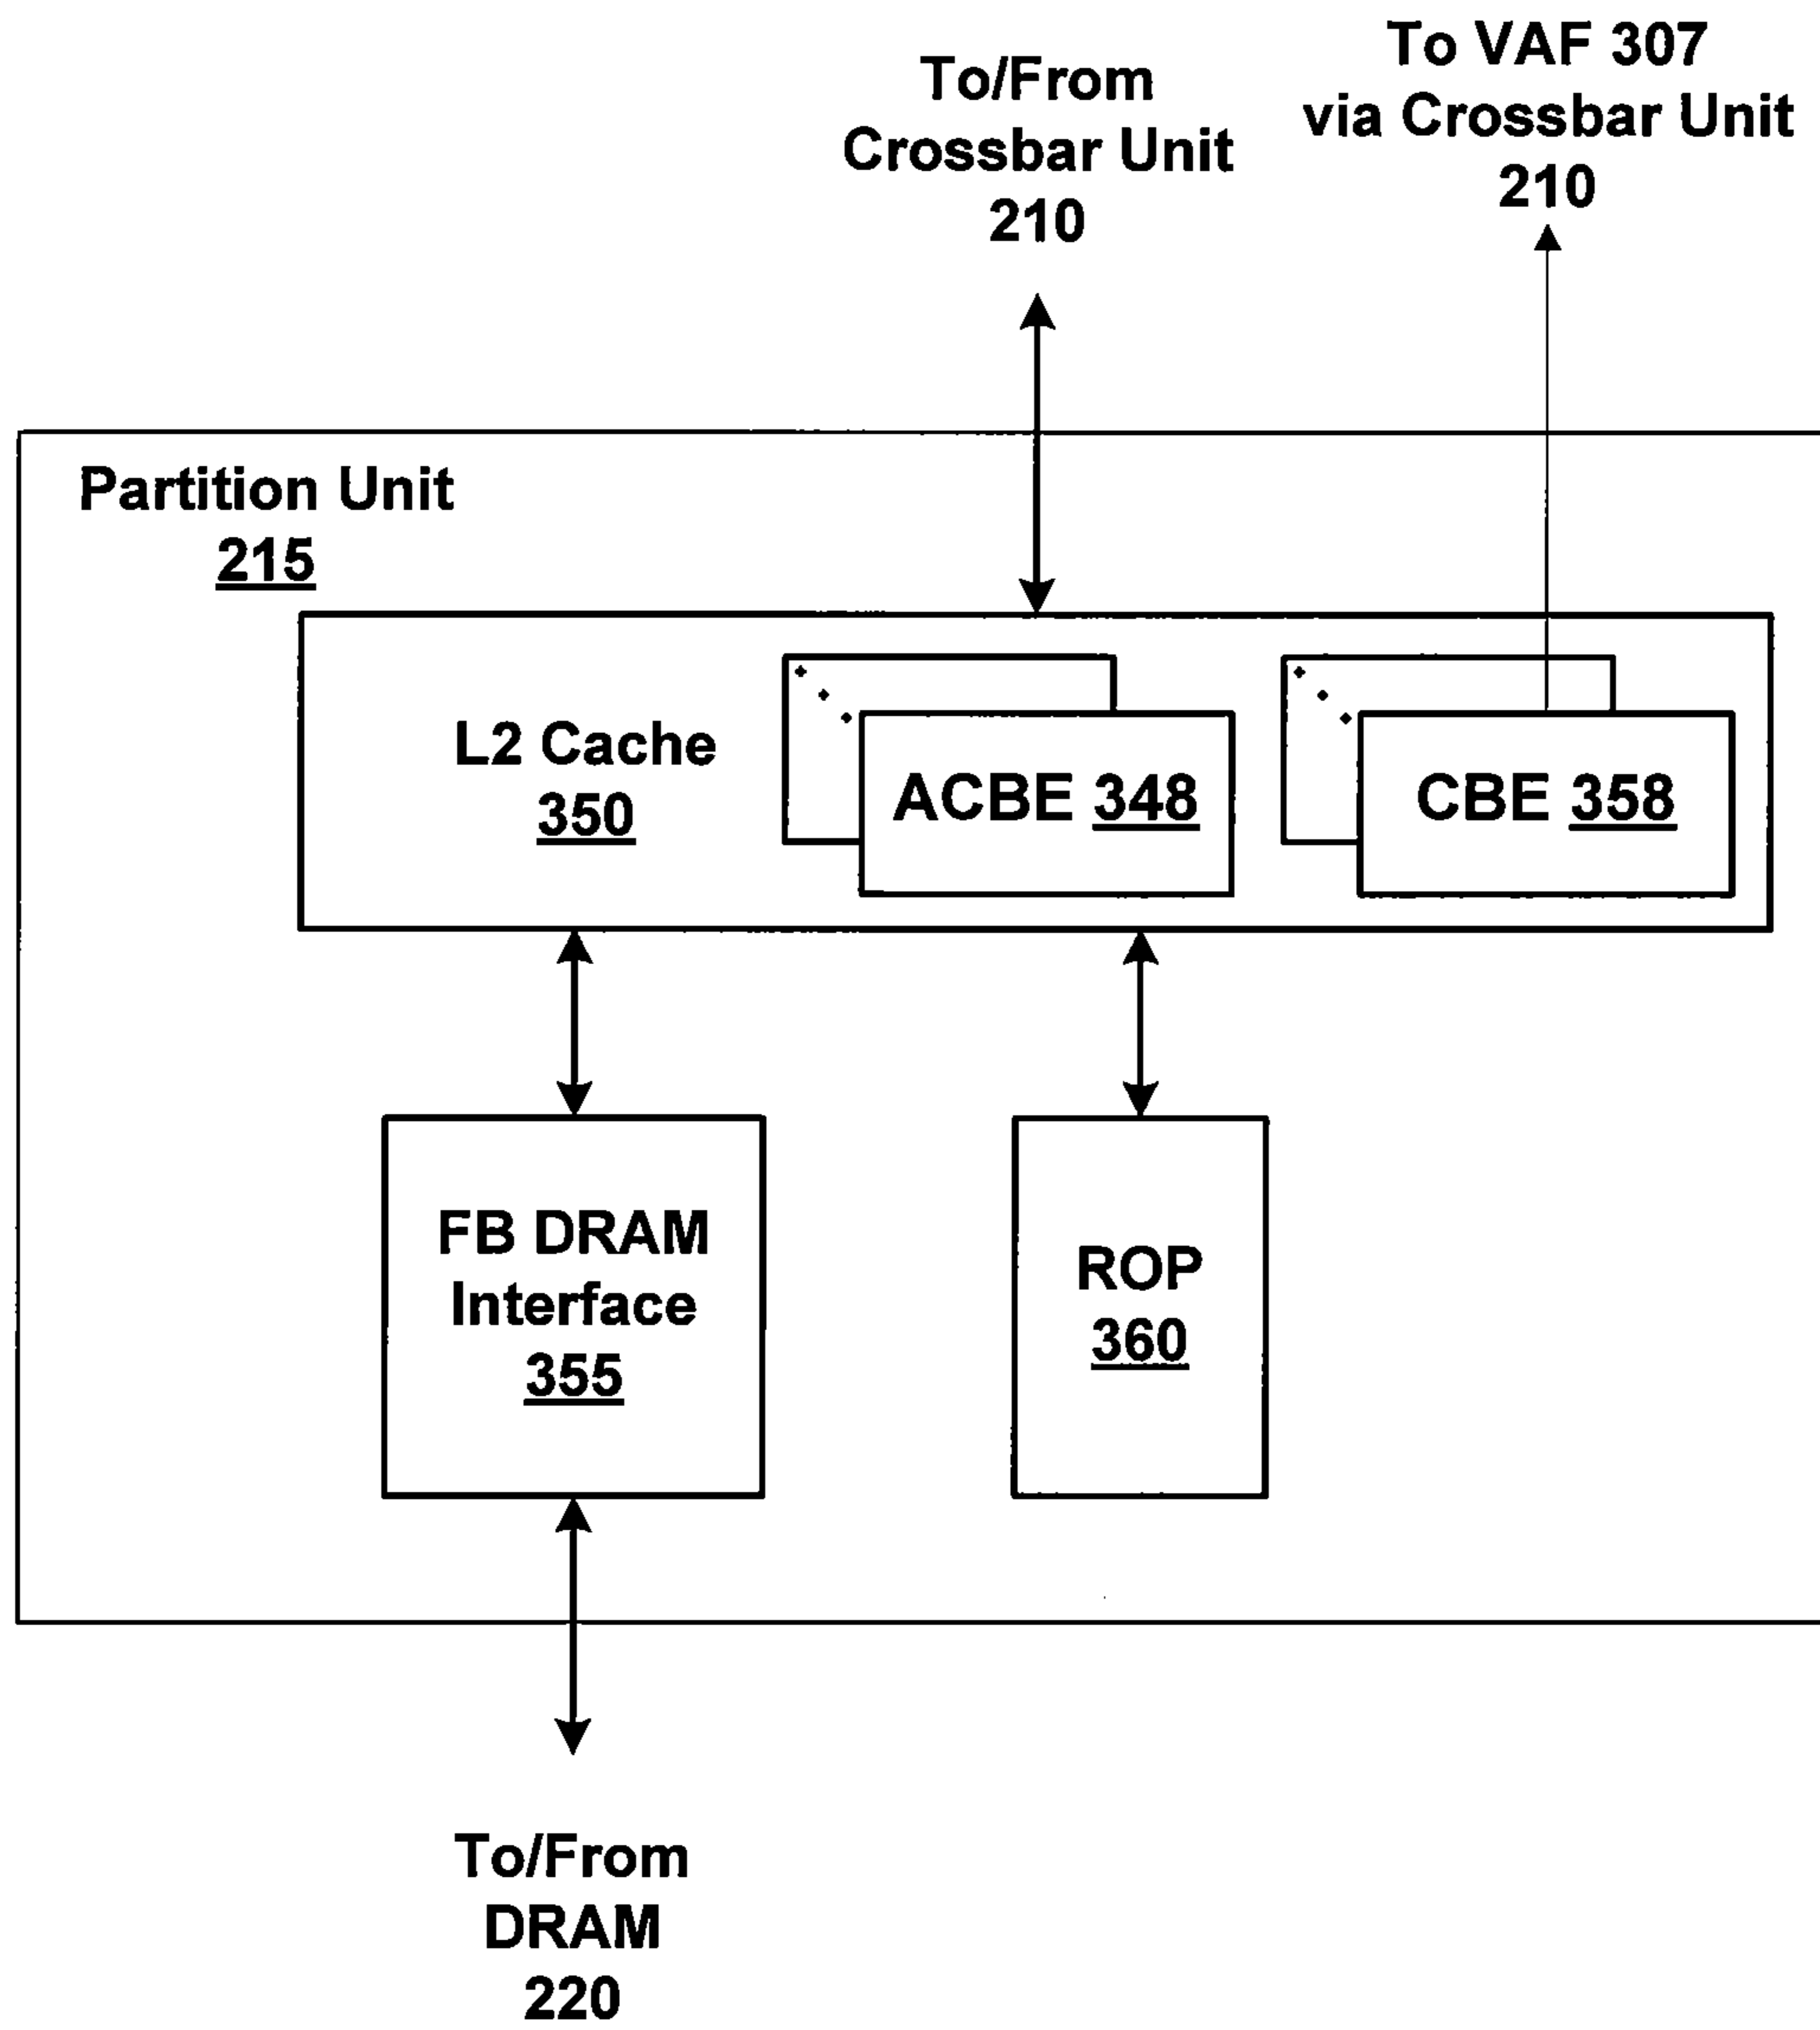 To/From
Crossbar Unit
210
To VAF 307
via Crossbar Unit
210
Partition Unit
215
L2 Cache
350
ACBE 348
CBE 358
FB DRAM
Interface
355
ROP
360
To/From
DRAM
220